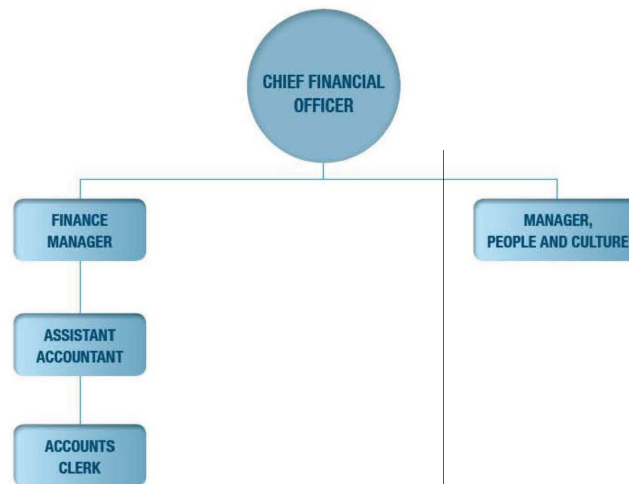 CHIEF FINANCIAL
OFFICER
FINANCE
MANAGER
MANAGER,
PEOPLE AND CULTURE
ASSISTANT
ACCOUNTANT
ACCOUNTS
CLERK